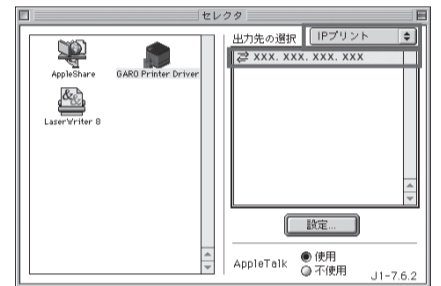 セレクタ
AppleShare
GARO Printer Driver
LaserWriter 8
出力先の選択 IPプリント
XXX. XXX. XXX. XXX
設定...
AppleTalk
使用
不使用
J1-7.6.2